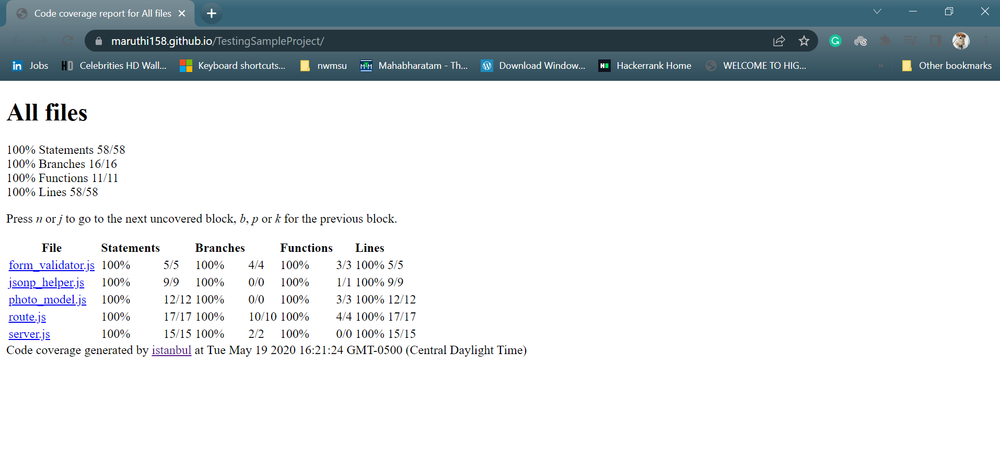 Code coverage report for All files
maruthi158.github.io/TestingSampleProject/
Jobs Celebrities HD Wall... Keyboard shortcuts... nwmsu Mahabharatam - Th... Download Window... Hackerrank Home WELCOME TO HIG... » Other bookmarks
All files
100% Statements 58/58
100% Branches 16/16
100% Functions 11/11
100% Lines 58/58
Press n or j to go to the next uncovered block, b, p or k for the previous block.
File Statements Branches Functions Lines
form_validator.js 100% 5/5 100% 4/4 100% 3/3 100% 5/5
jsonp_helper.js 100% 9/9 100% 0/0 100% 1/1 100% 9/9
photo_model.js 100% 12/12 100% 0/0 100% 3/3 100% 12/12
route.js 100% 17/17 100% 10/10 100% 4/4 100% 17/17
server.js 100% 15/15 100% 2/2 100% 0/0 100% 15/15
Code coverage generated by istanbul at Tue May 19 2020 16:21:24 GMT-0500 (Central Daylight Time)